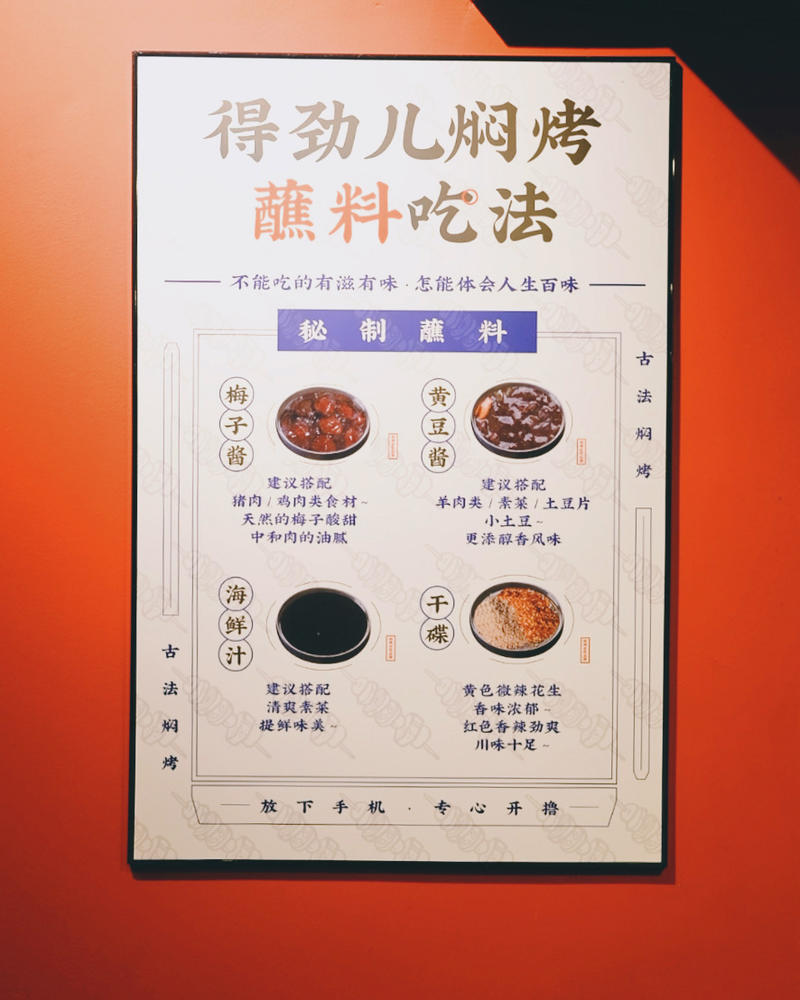 得劲儿焖烤
蘸料吃法
不能吃的有滋有味·怎能体会人生百味
秘制蘸料
梅子酱
建议搭配
猪肉/鸡肉类食材~
天然的梅子酸甜
中和肉的油腻
黄豆酱
建议搭配
羊肉类/素菜/土豆片
小土豆~
更添醇香风味
海鲜汁
建议搭配
清爽素菜
提鲜味美~
干碟
黄色微辣花生
香味浓郁~
红色香辣劲爽
川味十足~
古法焖烤
古法焖烤
放下手机·专心开撸